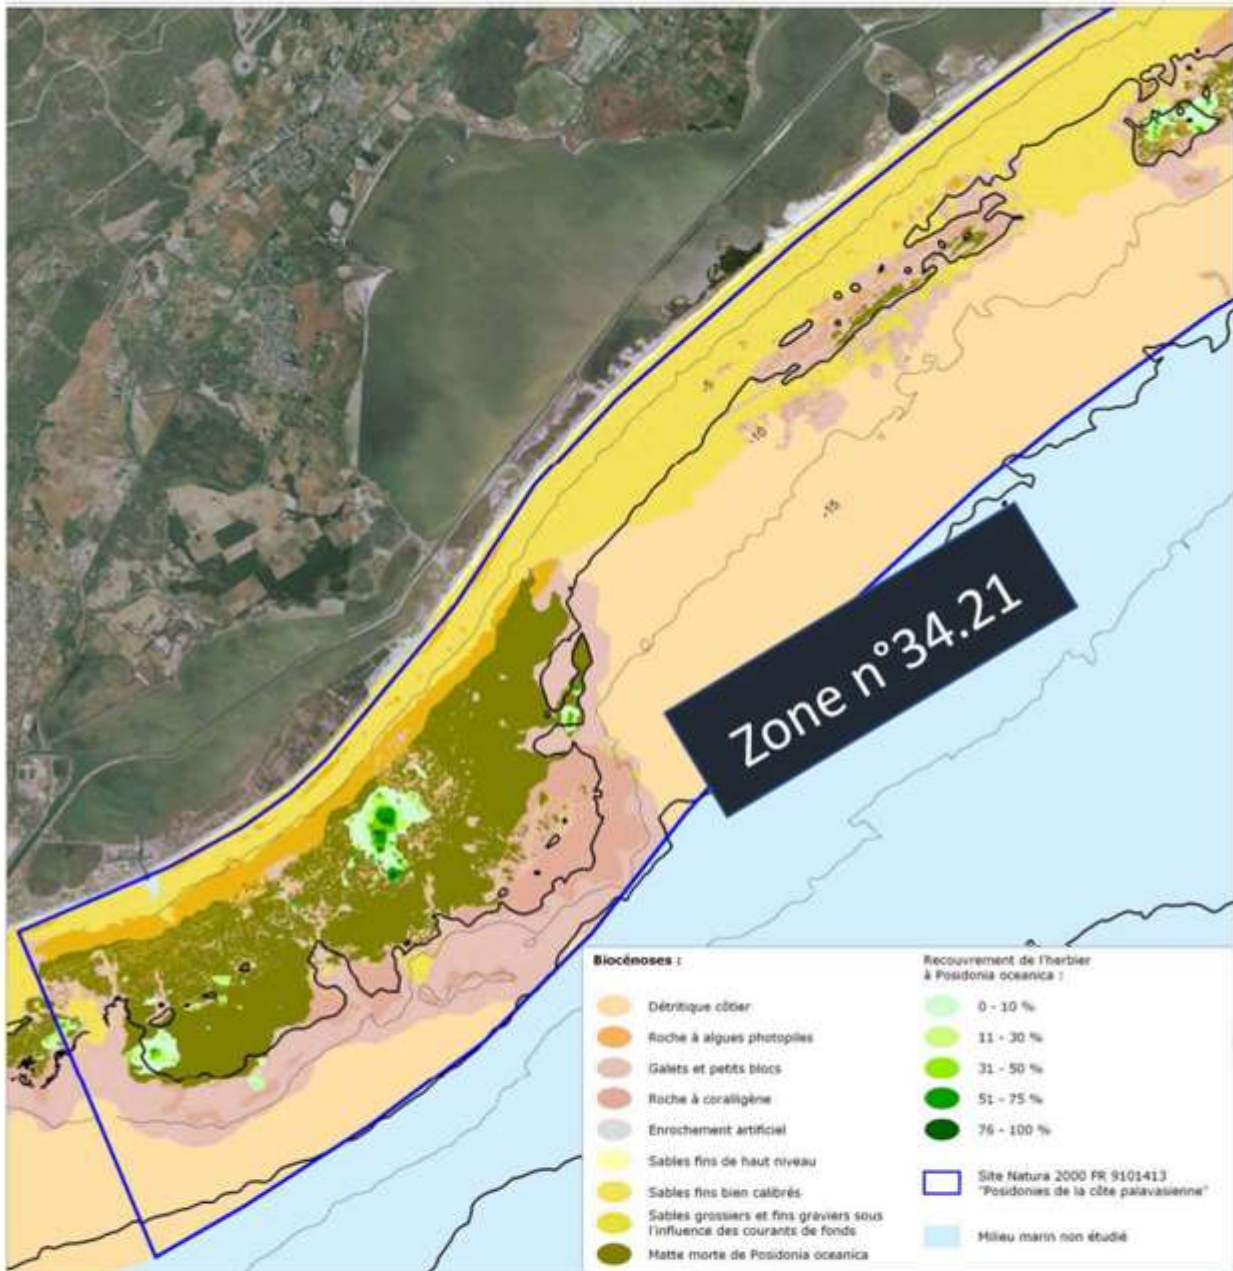 -5
-10
-15
Zone n°34.21
Biocénoses :
Détritique côtier
Roche à algues photopiles
Galets et petits blocs
Roche à coralligène
Enrochement artificiel
Sables fins de haut niveau
Sables fins bien calibrés
Sables grossiers et fins graviers sous
l'influence des courants de fonds
Matte morte de Posidonia oceanica
Recouvrement de l'herbier
à Posidonia oceanica :
0 - 10 %
11 - 30 %
31 - 50 %
51 - 75 %
76 - 100 %
Site Natura 2000 FR 9101413
"Posidonies de la côte palavasienne"
Milieu marin non étudié